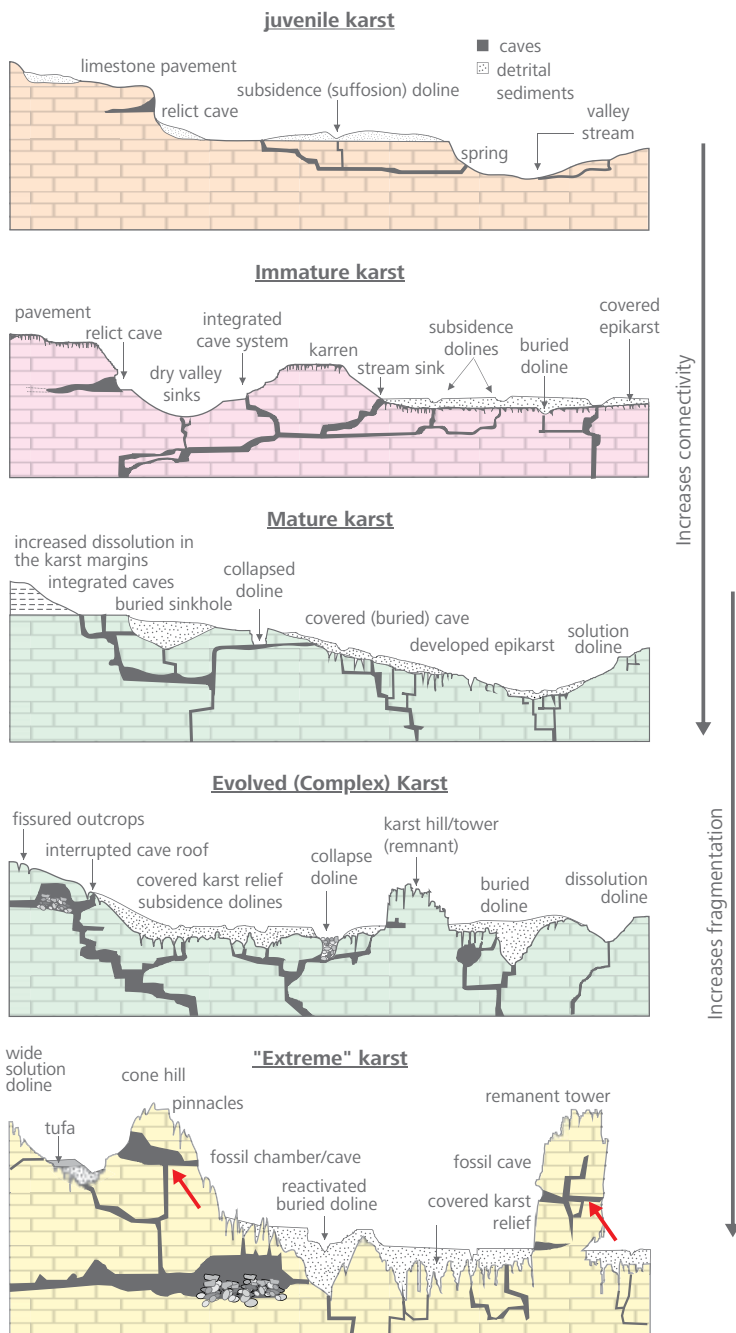 juvenile karst
caves
detrital
sediments
limestone pavement
relict cave
subsidence (suffosion) doline
spring
valley
stream
Immature karst
pavement
relict cave
dry valley
sinks
integrated
cave system
karren
stream sink
subsidence
dolines
buried
doline
covered
epikarst
Increases connectivity
Mature karst
increased dissolution in
the karst margins
integrated caves
buried sinkhole
collapsed
doline
covered (buried) cave
developed epikarst
solution
doline
Evolved (Complex) Karst
fissured outcrops
interrupted cave roof
covered karst relief
subsidence dolines
collapse
doline
karst hill/tower
(remnant)
buried
doline
dissolution
doline
Increases fragmentation
"Extreme" karst
wide
solution
doline
tufa
cone hill
pinnacles
fossil chamber/cave
reactivated
buried doline
covered karst
relief
fossil cave
remanent tower